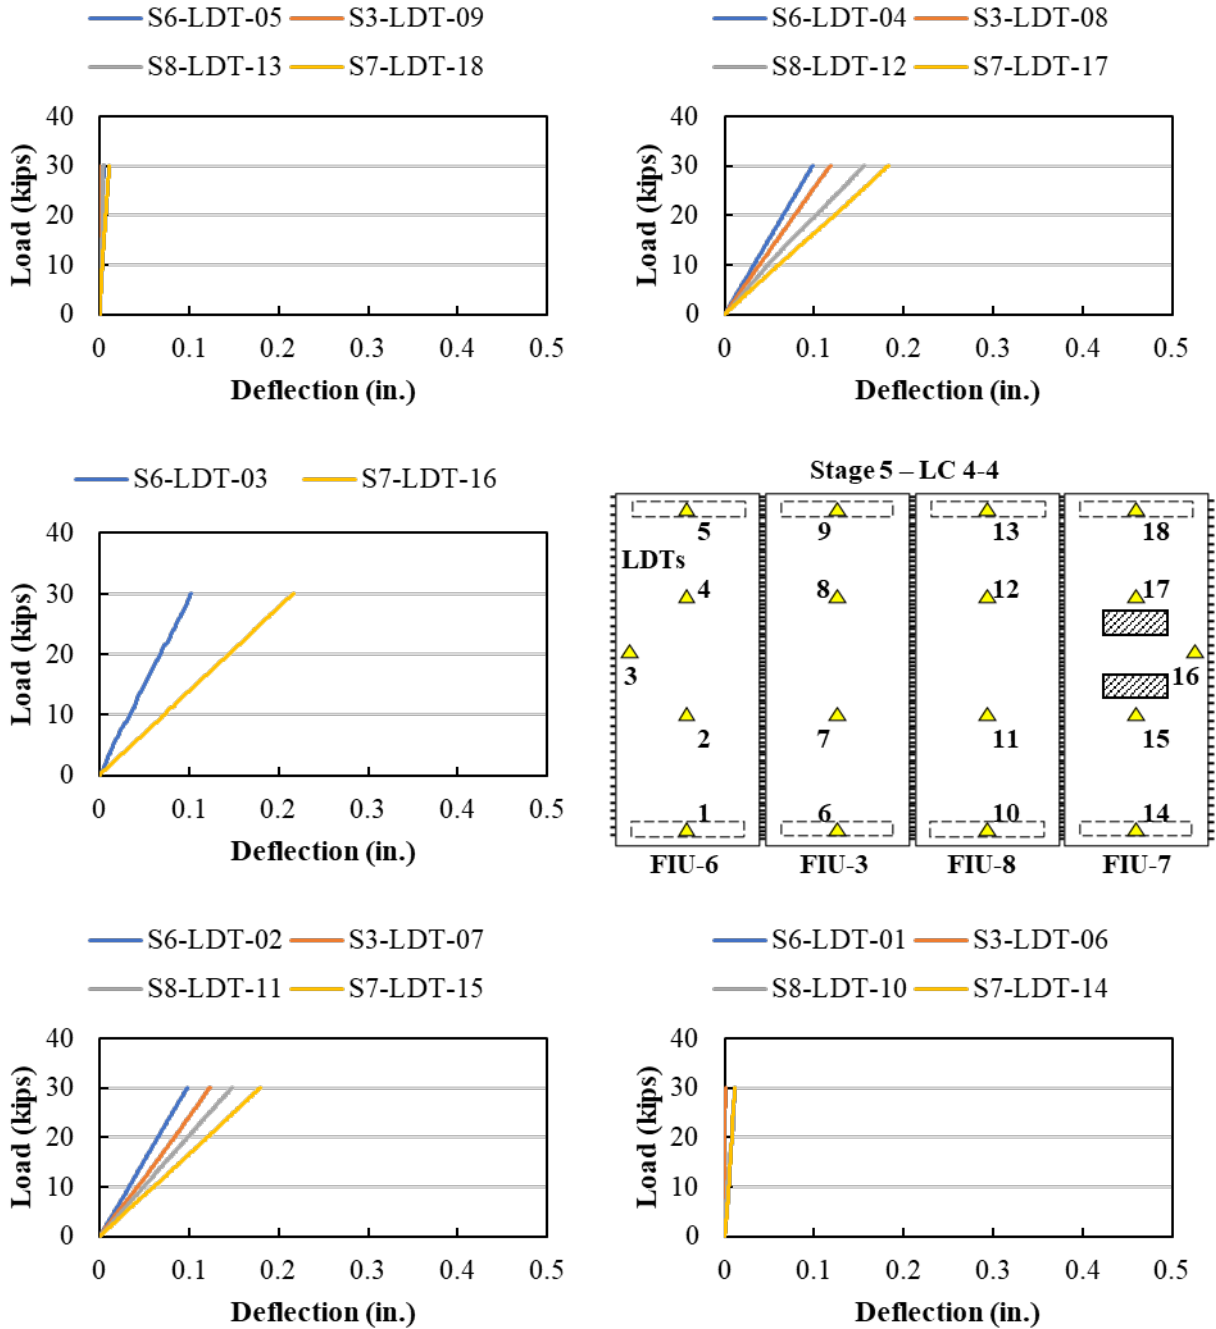 S6-LDT-05 S3-LDT-09
S8-LDT-13 S7-LDT-18
40
30
20
10
0
Load (kips)
0 0.1 0.2 0.3 0.4 0.5
Deflection (in.)
S6-LDT-04 S3-LDT-08
S8-LDT-12 S7-LDT-17
40
30
20
10
0
Load (kips)
0 0.1 0.2 0.3 0.4 0.5
Deflection (in.)
S6-LDT-03 S7-LDT-16
40
30
20
10
0
Load (kips)
0 0.1 0.2 0.3 0.4 0.5
Deflection (in.)
Stage 5 – LC 4-4
5 9 13 18
LDTs
4 8 12 17
3 16
2 7 11 15
1 6 10 14
FIU-6 FIU-3 FIU-8 FIU-7
S6-LDT-02 S3-LDT-07
S8-LDT-11 S7-LDT-15
40
30
20
10
0
Load (kips)
0 0.1 0.2 0.3 0.4 0.5
Deflection (in.)
S6-LDT-01 S3-LDT-06
S8-LDT-10 S7-LDT-14
40
30
20
10
0
Load (kips)
0 0.1 0.2 0.3 0.4 0.5
Deflection (in.)